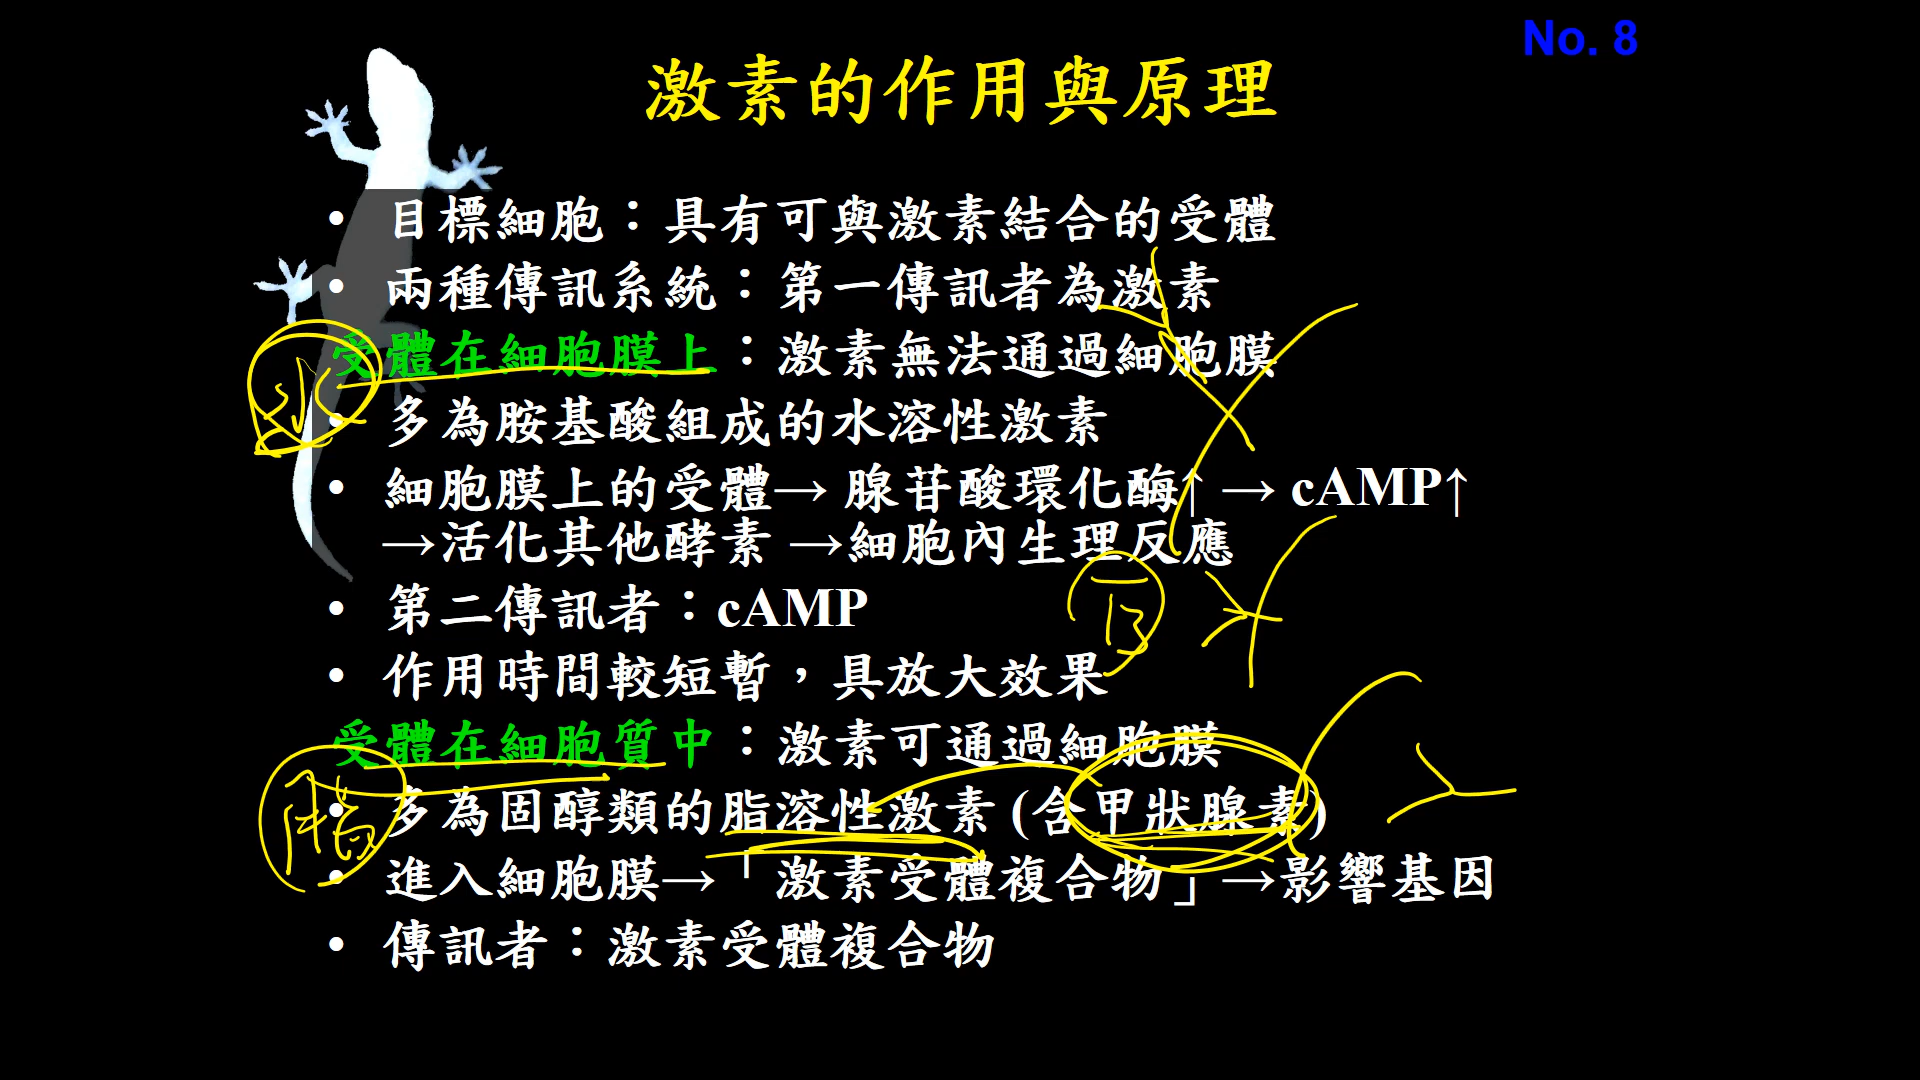 No. 8
激素的作用與原理
• 目標細胞：具有可與激素結合的受體
• 兩種傳訊系統：第一傳訊者為激素
受體在細胞膜上：激素無法通過細胞膜
水
• 多為胺基酸組成的水溶性激素
• 細胞膜上的受體→ 腺苷酸環化酶↑ → cAMP↑
→活化其他酵素 →細胞內生理反應
• 第二傳訊者：cAMP
• 作用時間較短暫，具放大效果
受體在細胞質中：激素可通過細胞膜
脂
• 多為固醇類的脂溶性激素 (含甲狀腺素)
• 進入細胞膜→「激素受體複合物」→影響基因
• 傳訊者：激素受體複合物